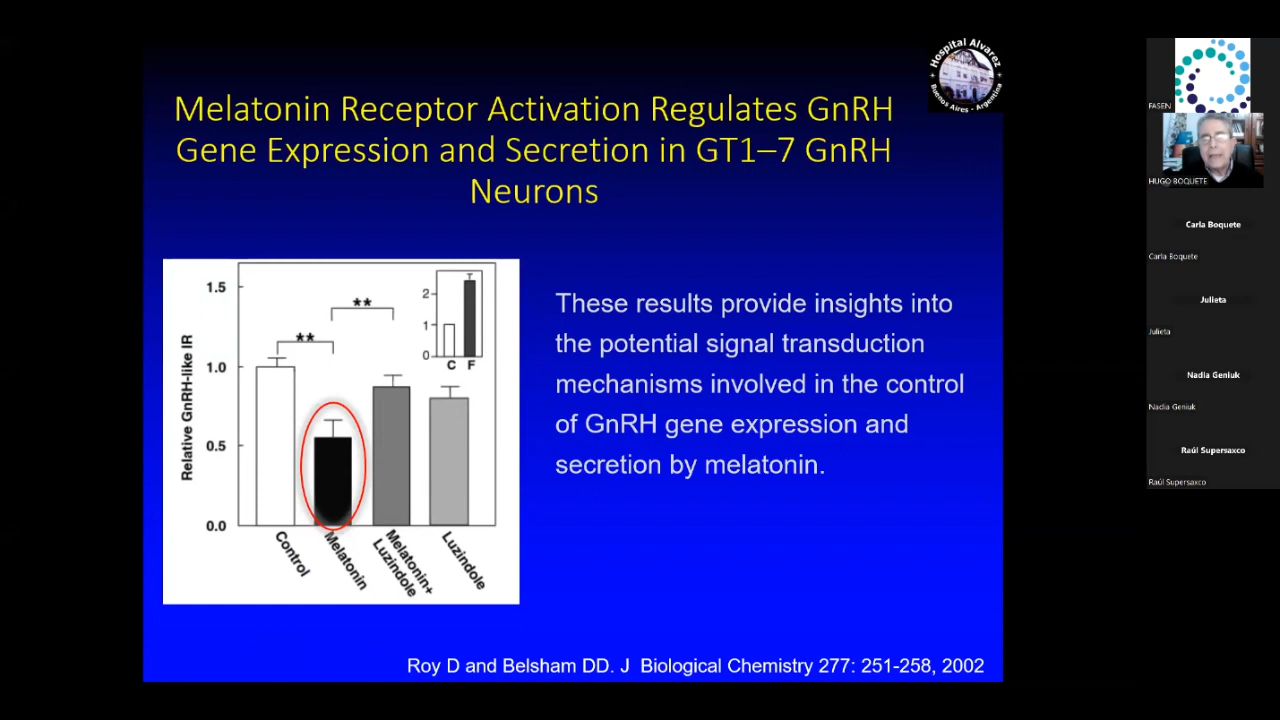 Melatonin Receptor Activation Regulates GnRH
Gene Expression and Secretion in GT1–7 GnRH
Neurons
Hospital Alvarez
Buenos Aires - Argentina
Relative GnRH-like IR
1.5
1.0
0.5
0.0
**
**
2
1
0
C F
Control
Melatonin
Melatonin+
Luzindole
Luzindole
These results provide insights into
the potential signal transduction
mechanisms involved in the control
of GnRH gene expression and
secretion by melatonin.
Roy D and Belsham DD. J Biological Chemistry 277: 251-258, 2002
FASEN
HUGO BOQUETE
Carla Boquete
Carla Boquete
Julieta
Julieta
Nadia Geniuk
Nadia Geniuk
Raúl Supersaxco
Raúl Supersaxco